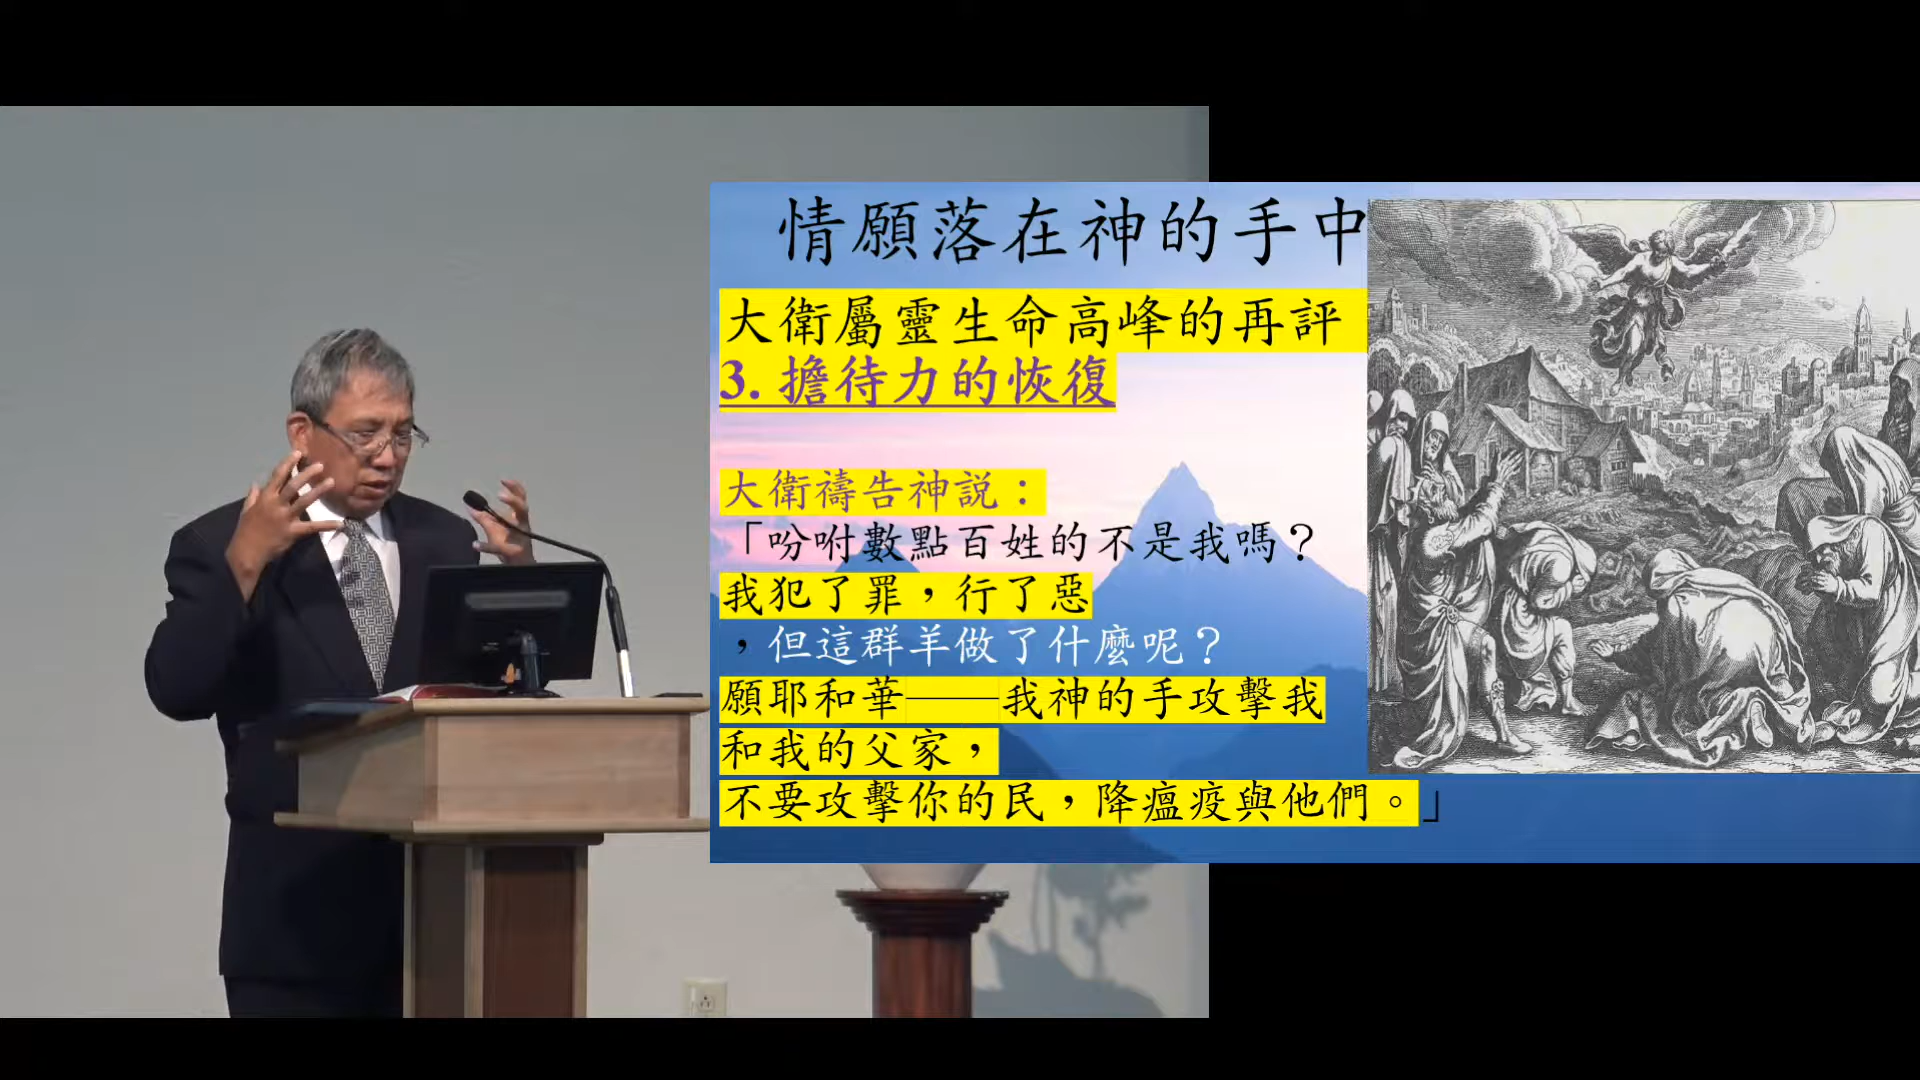 情願落在神的手中
大衛屬靈生命高峰的再評
3. 擔待力的恢復
大衛禱告神説：
「吩咐數點百姓的不是我嗎？
我犯了罪，行了惡
，但這群羊做了什麼呢？
願耶和華——我神的手攻擊我
和我的父家，
不要攻擊你的民，降瘟疫與他們。」